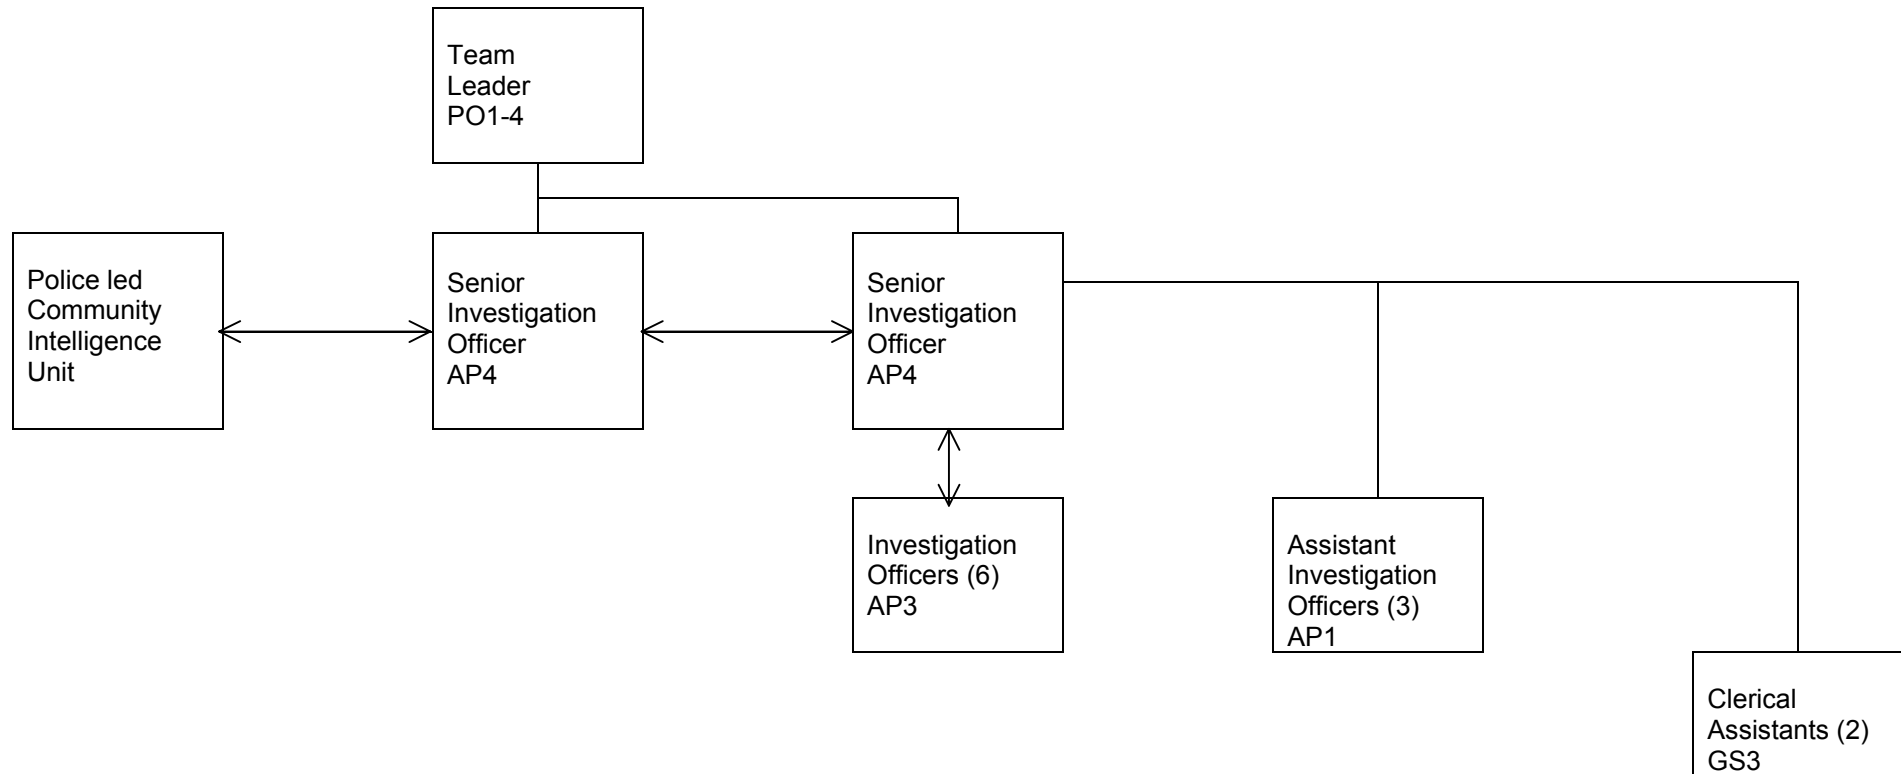 Team
Leader
PO1-4
Police led
Community
Intelligence
Unit
Senior
Investigation
Officer
AP4
Senior
Investigation
Officer
AP4
Investigation
Officers (6)
AP3
Assistant
Investigation
Officers (3)
AP1
Clerical
Assistants (2)
GS3